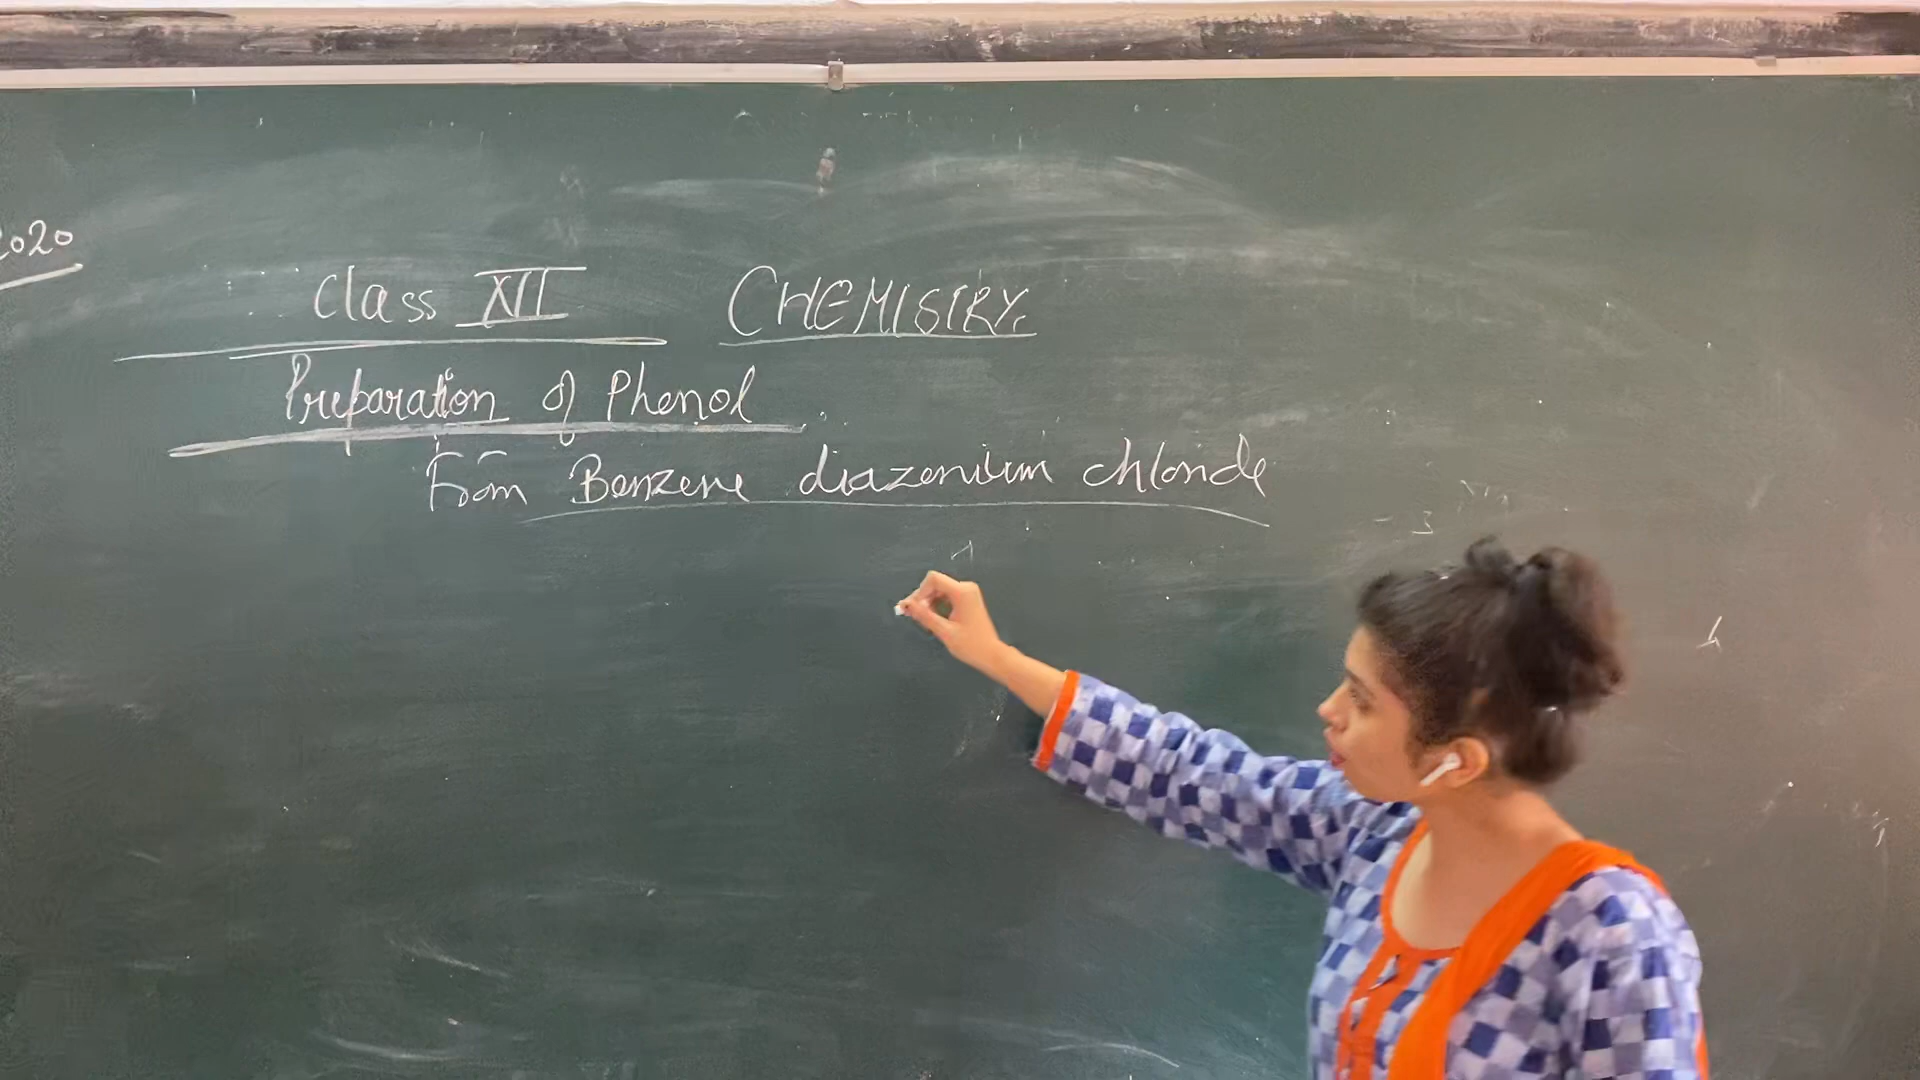 2020
Class XII CHEMISTRY
Preparation of Phenol
From Benzene diazonium chloride